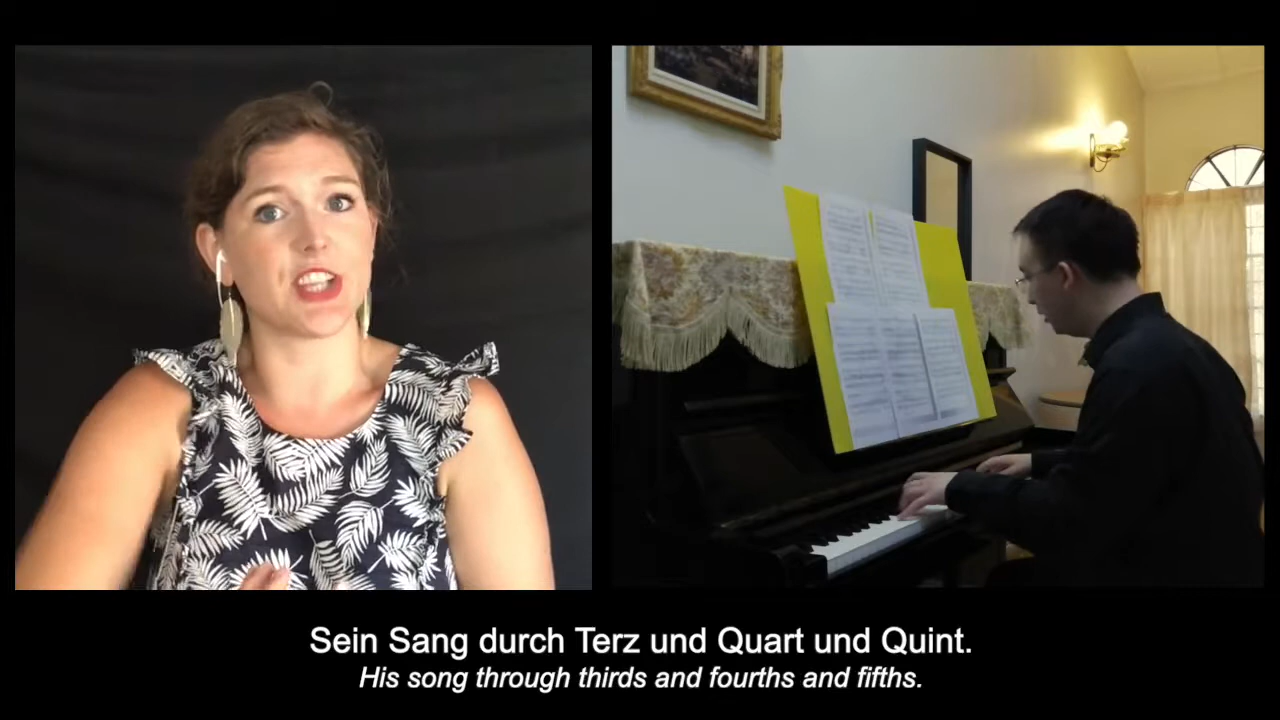 Sein Sang durch Terz und Quart und Quint.
His song through thirds and fourths and fifths.